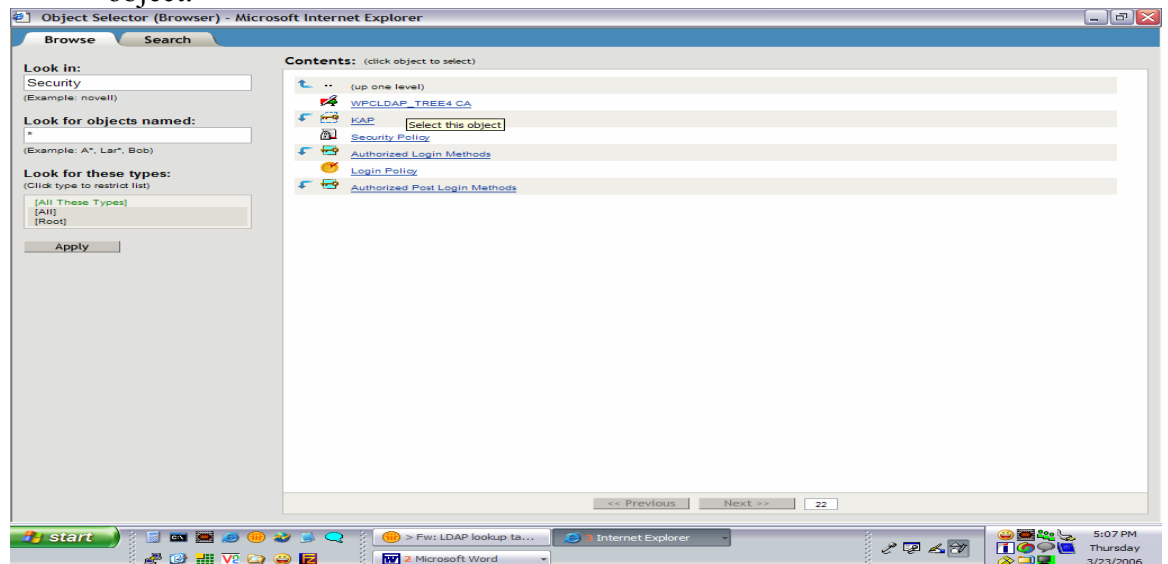 object.
Object Selector (Browser) - Microsoft Internet Explorer
Browse Search
Look in:
Security
(Example: novell)
Look for objects named:
*
(Example: A*, Lar*, Bob)
Look for these types:
(Click type to restrict list)
[All These Types]
[All]
[Root]
Apply
Contents: (click object to select)
.. (up one level)
WPCLDAP_TREE4 CA
KAP
Select this object
Security Policy
Authorized Login Methods
Login Policy
Authorized Post Login Methods
<< Previous Next >> 22
start
> Fw: LDAP lookup ta...
3 Internet Explorer
2 Microsoft Word
5:07 PM
Thursday
3/23/2006